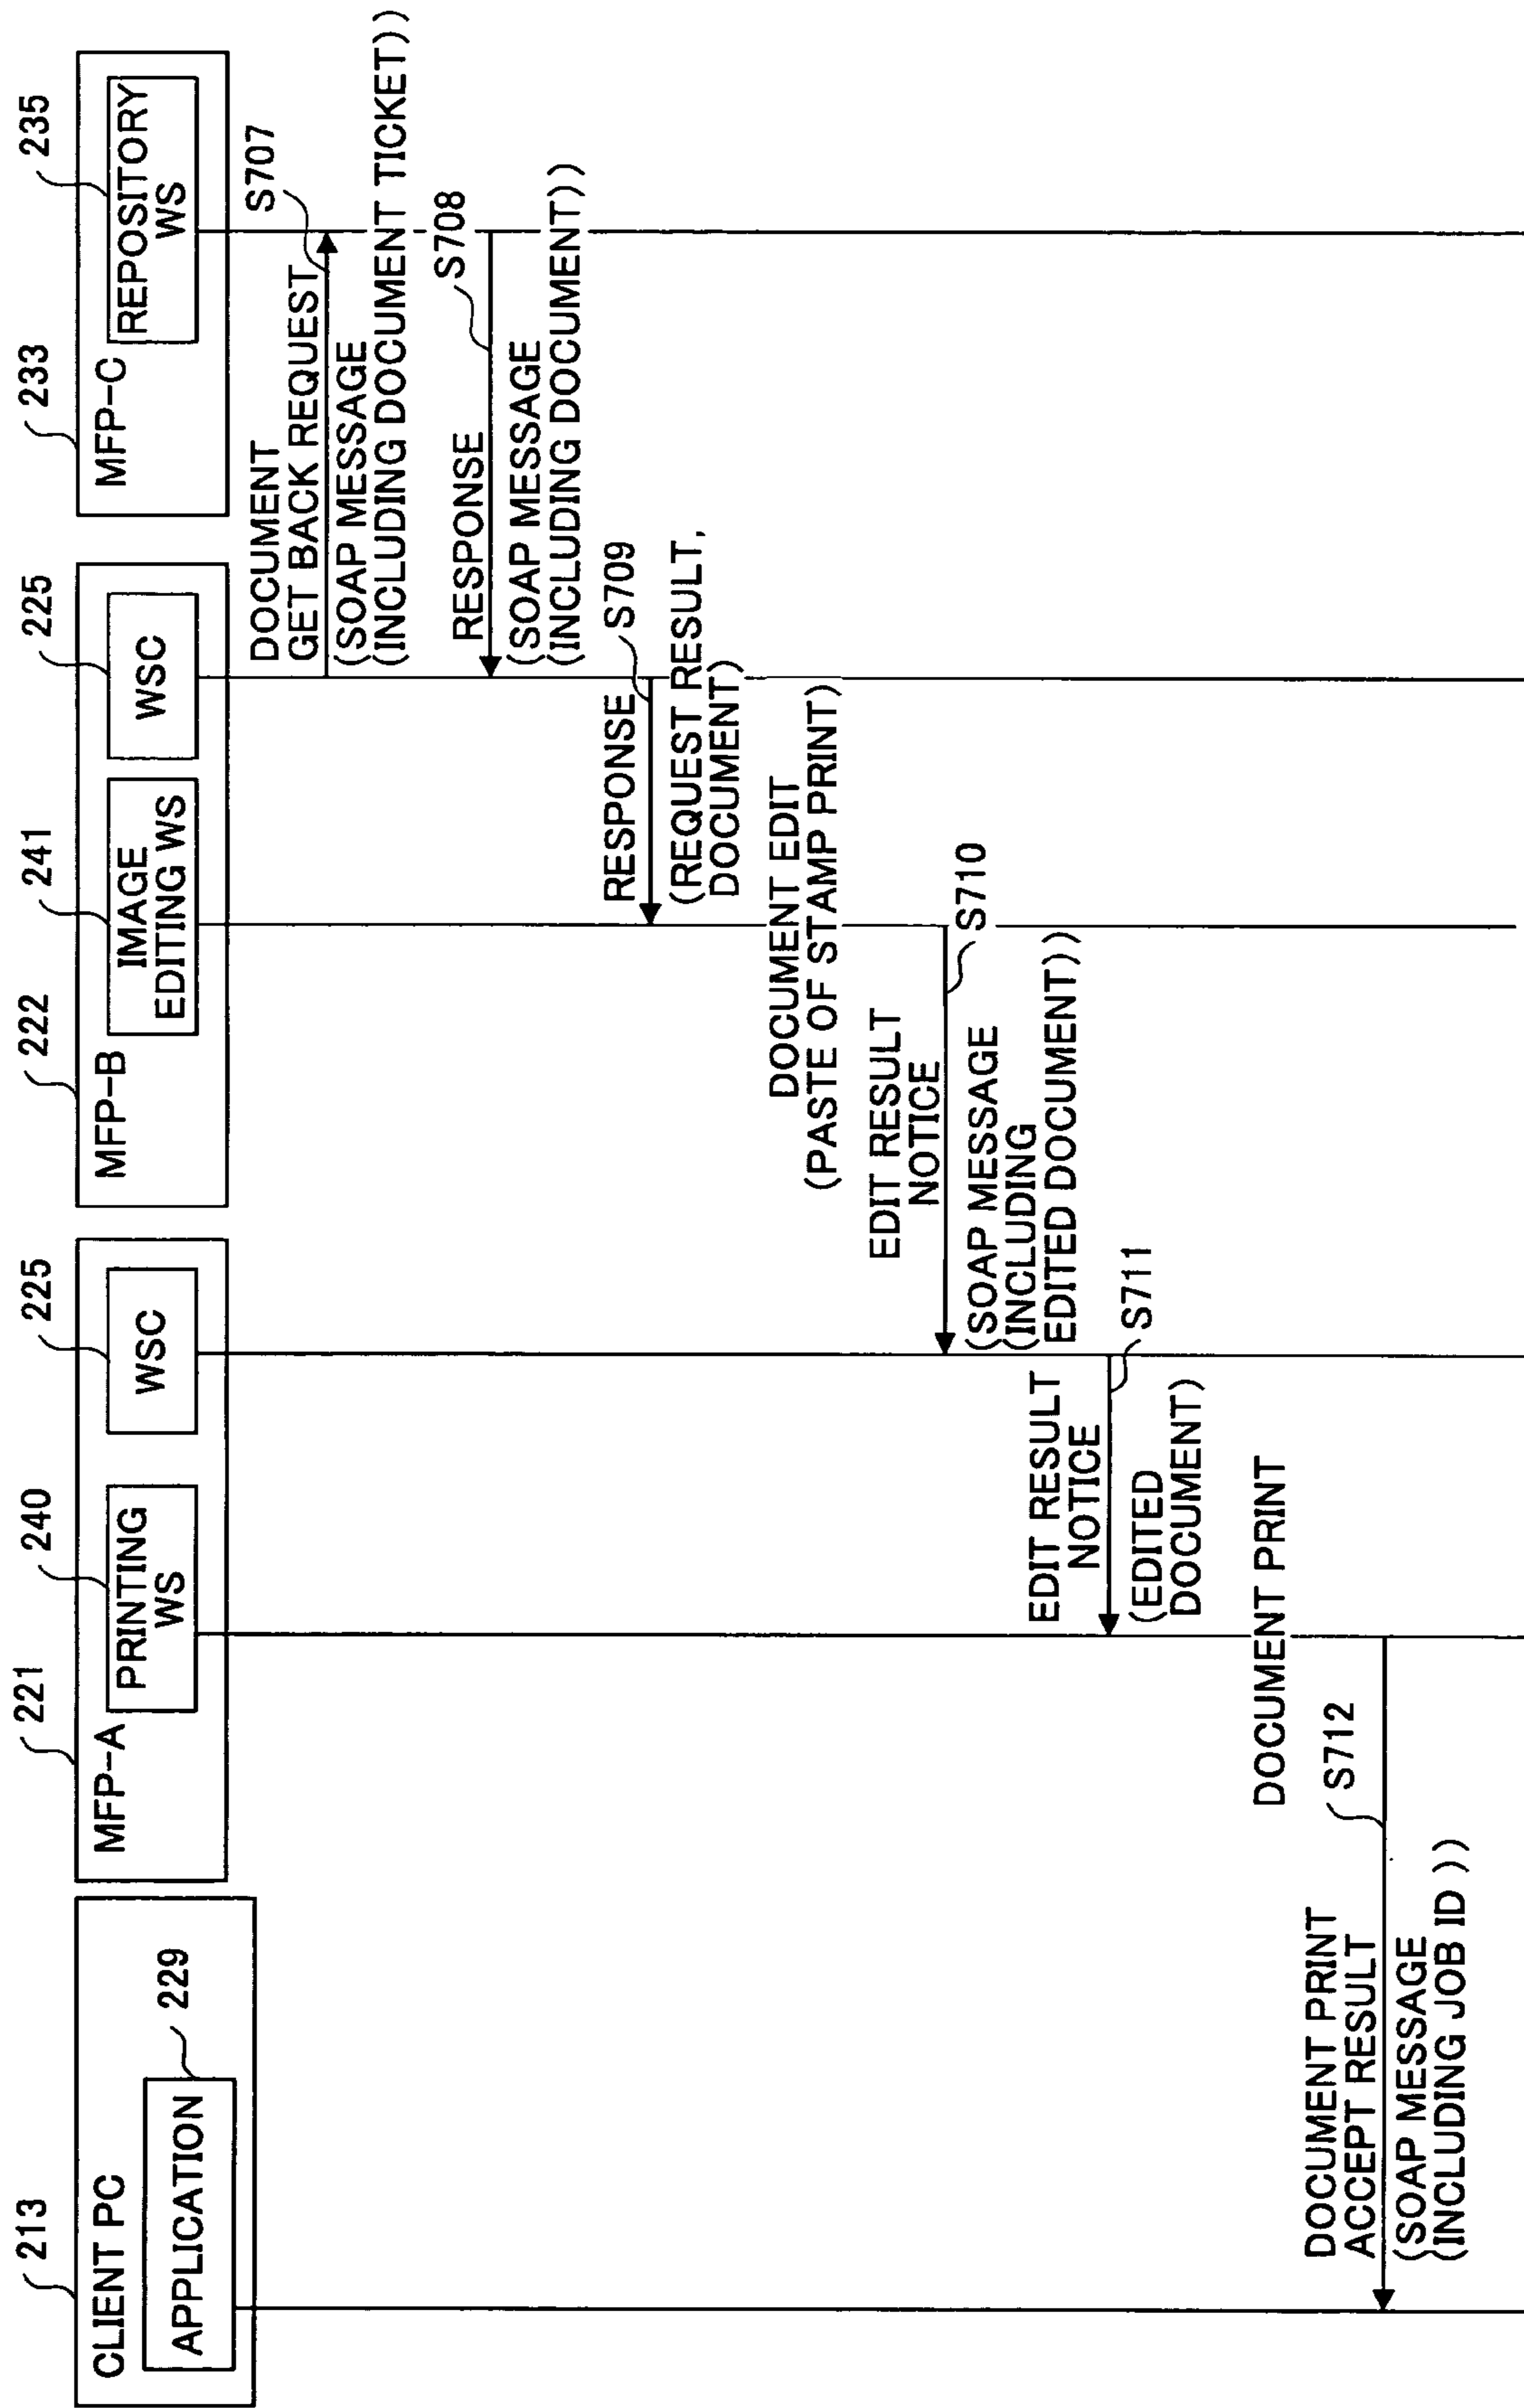 213
CLIENT PC
APPLICATION
229
221
MFP-A
240
PRINTING
WS
225
WSC
222
MFP-B
241
IMAGE
EDITING WS
225
WSC
233
MFP-C
235
REPOSITORY
WS
DOCUMENT
GET BACK REQUEST
S707
(SOAP MESSAGE
(INCLUDING DOCUMENT TICKET))
RESPONSE
S708
(SOAP MESSAGE
(INCLUDING DOCUMENT))
RESPONSE
S709
(REQUEST RESULT,
DOCUMENT)
DOCUMENT EDIT
(PASTE OF STAMP PRINT)
EDIT RESULT
NOTICE
S710
(SOAP MESSAGE
(INCLUDING
EDITED DOCUMENT))
EDIT RESULT
NOTICE
S711
(EDITED
DOCUMENT)
DOCUMENT PRINT
DOCUMENT PRINT
ACCEPT RESULT
S712
(SOAP MESSAGE
(INCLUDING JOB ID ))